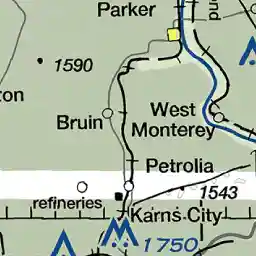 Parker
1590
West
Bruin
Monterey
Petrolia
1543
refineries
Karns City
1750